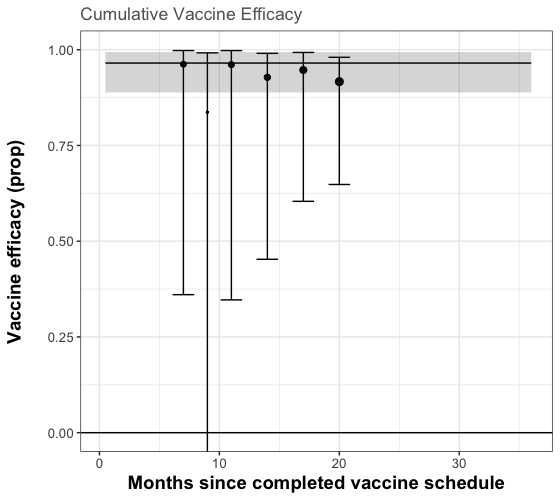 Cumulative Vaccine Efficacy
1.00
0.75
0.50
0.25
0.00
Vaccine efficacy (prop)
0 10 20 30
Months since completed vaccine schedule